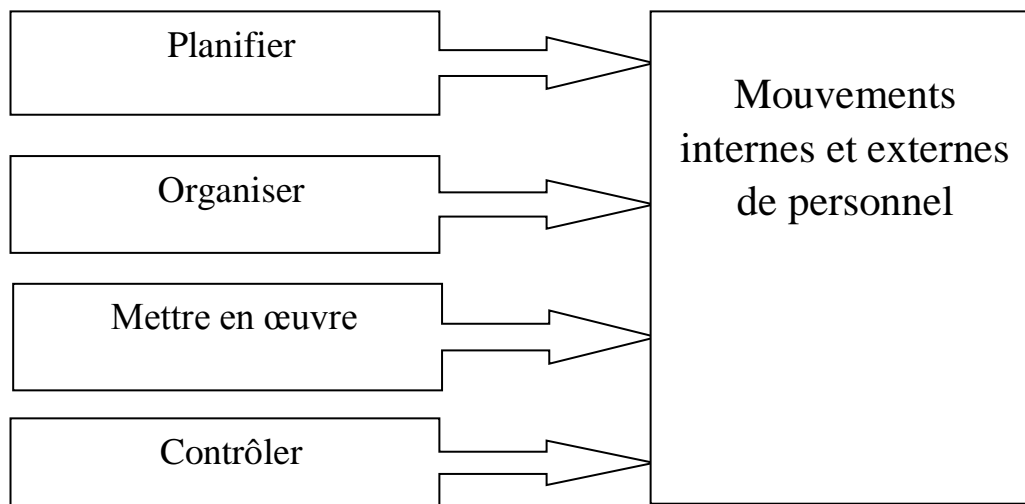 Planifier
Organiser
Mettre en œuvre
Contrôler
Mouvements
internes et externes
de personnel